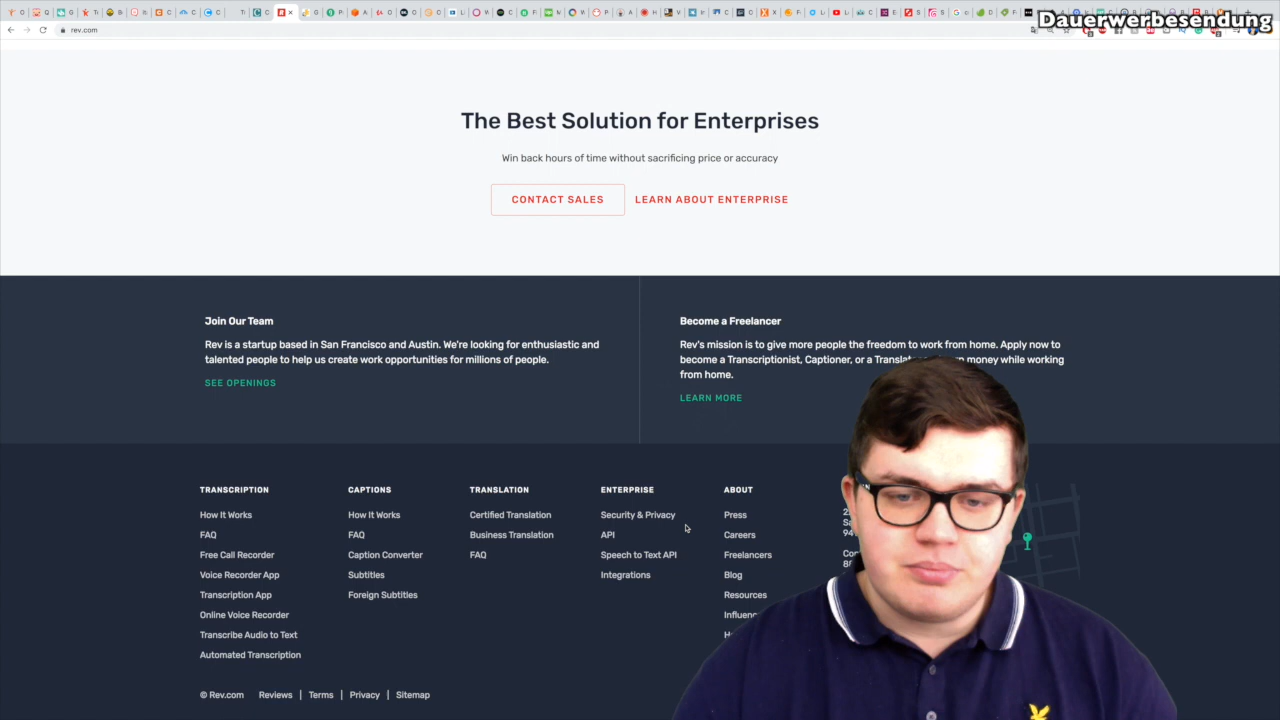 Dauerwerbesendung
rev.com
The Best Solution for Enterprises
Win back hours of time without sacrificing price or accuracy
CONTACT SALES
LEARN ABOUT ENTERPRISE
Join Our Team
Rev is a startup based in San Francisco and Austin. We're looking for enthusiastic and
talented people to help us create work opportunities for millions of people.
SEE OPENINGS
Become a Freelancer
Rev's mission is to give more people the freedom to work from home. Apply now to
become a Transcriptionist, Captioner, or a money while working
from home.
LEARN MORE
TRANSCRIPTION
How It Works
FAQ
Free Call Recorder
Voice Recorder App
Transcription App
Online Voice Recorder
Transcribe Audio to Text
Automated Transcription
CAPTIONS
How It Works
FAQ
Caption Converter
Subtitles
Foreign Subtitles
TRANSLATION
Certified Translation
Business Translation
FAQ
ENTERPRISE
Security & Privacy
API
Speech to Text API
Integrations
ABOUT
Press
Careers
Freelancers
Blog
Resources
© Rev.com
Reviews | Terms | Privacy | Sitemap